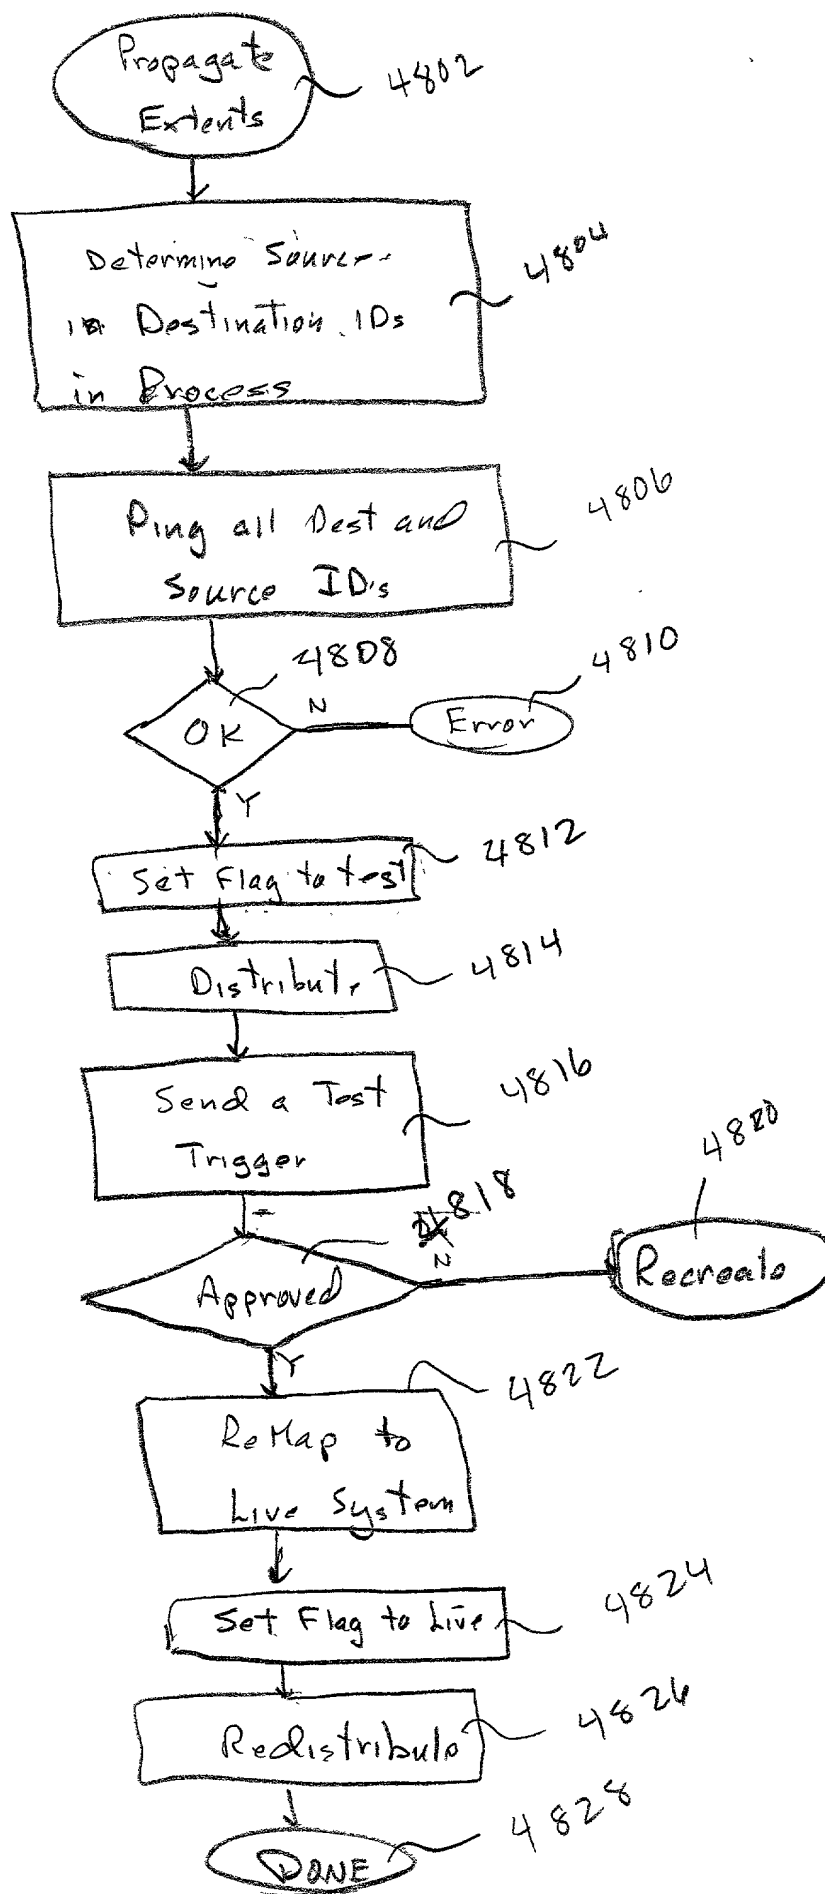 Propagate
Extents
4802
Determine Source
in Destination IDs
in Process
4804
Ping all Dest and
Source ID's
4806
4808
OK
N
Error
4810
Y
Set Flag to test
4812
Distribute
4814
Send a Test
Trigger
4816
4818
Approved
N
Recreate
4820
Y
ReMap to
Live System
4822
Set Flag to Live
4824
Redistribute
4826
DONE
4828